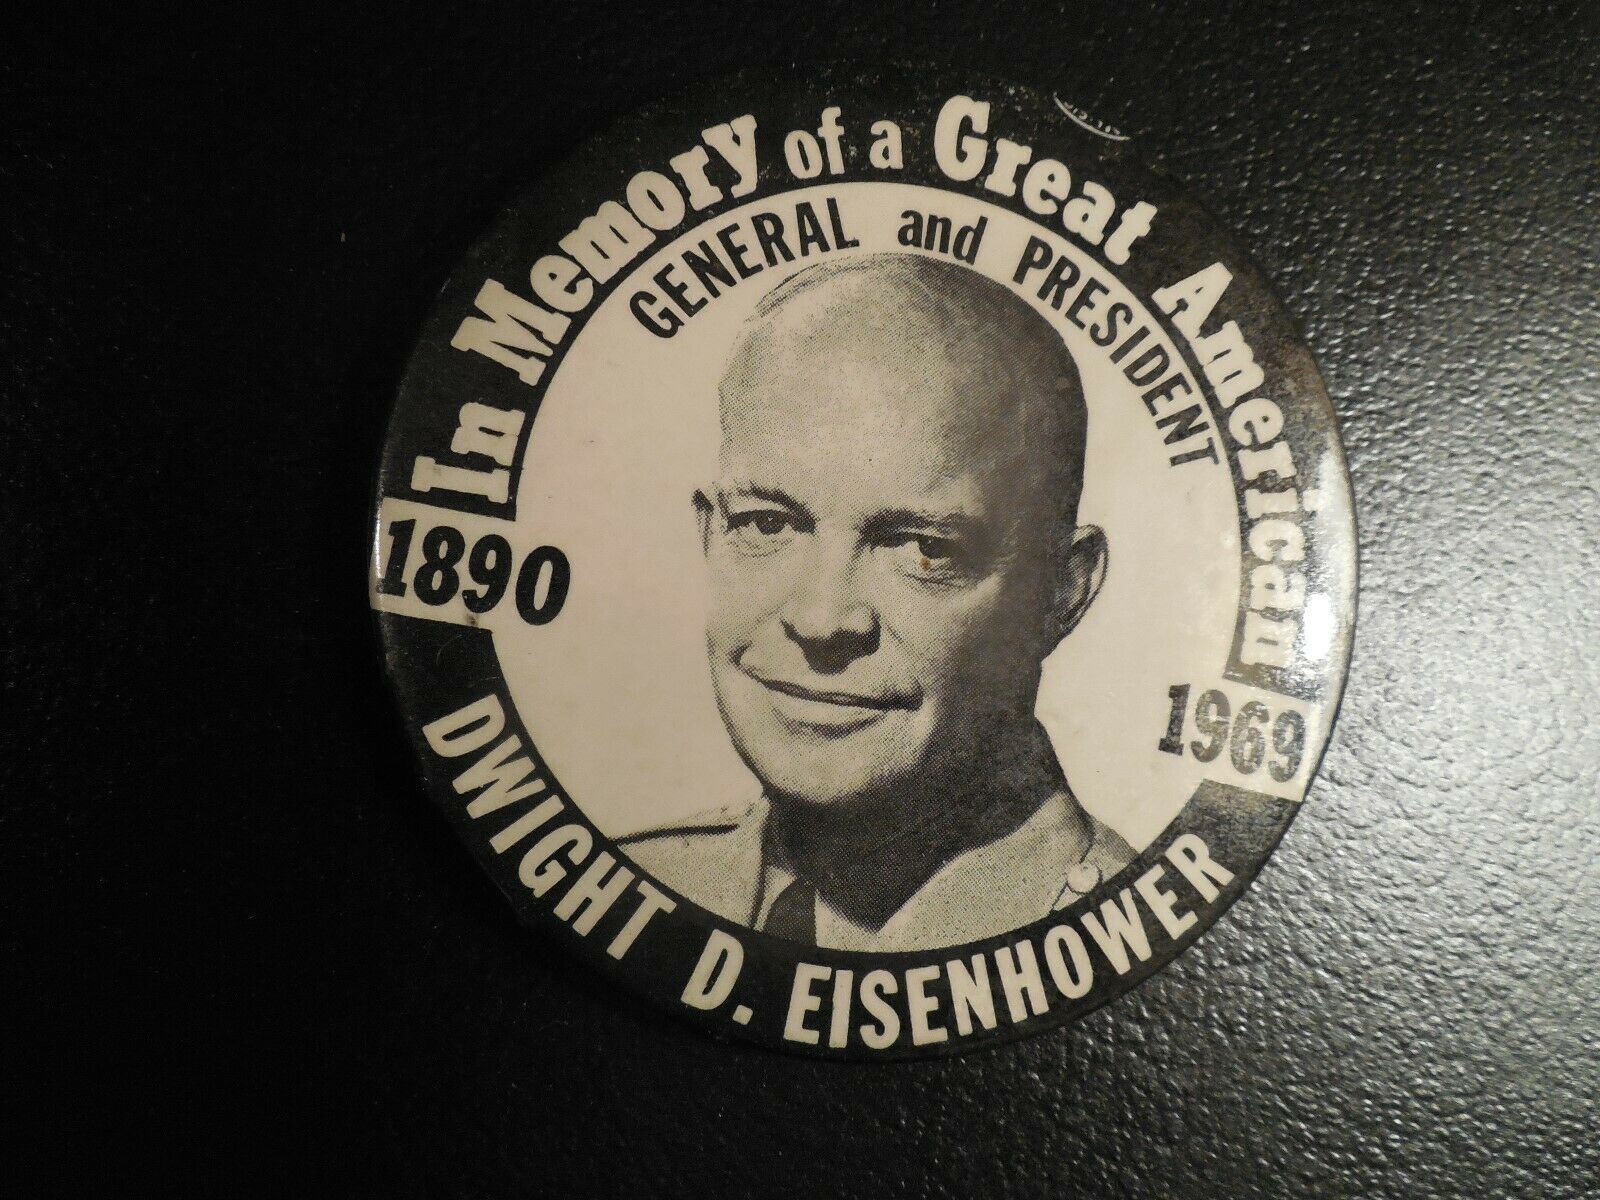 In Memory of a Great American
GENERAL and PRESIDENT
1890
1969
DWIGHT D. EISENHOWER